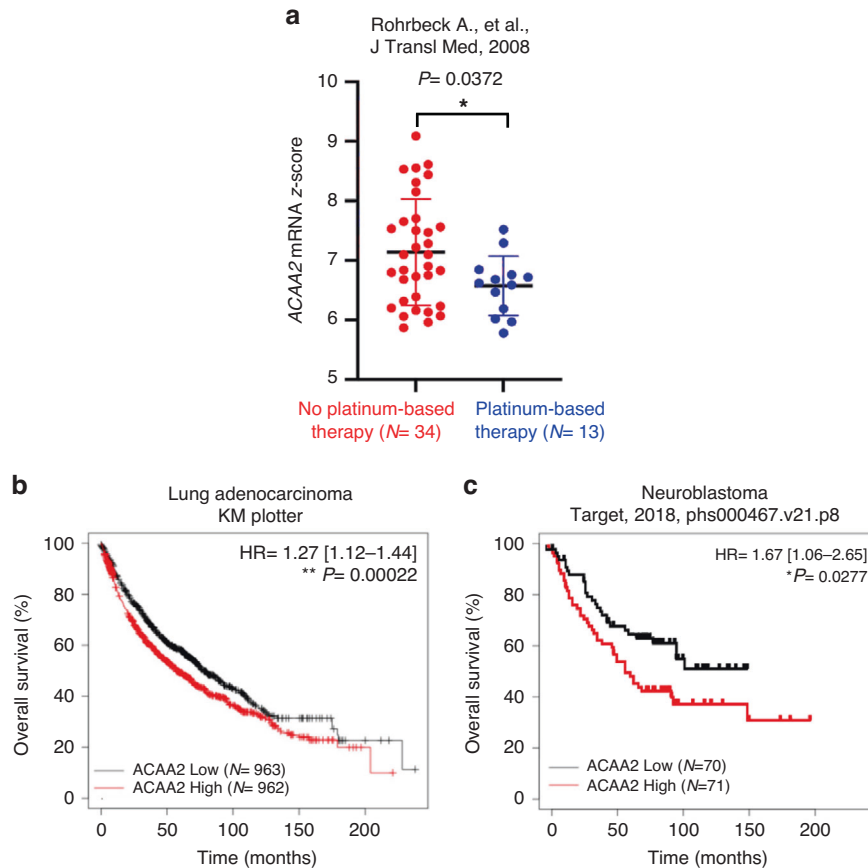 a
Rohrbeck A., et al.,
J Transl Med, 2008
P= 0.0372
*
10
9
8
7
6
5
ACAA2 mRNA z-score
No platinum-based
therapy (N= 34)
Platinum-based
therapy (N= 13)
b
Lung adenocarcinoma
KM plotter
HR= 1.27 [1.12–1.44]
** P= 0.00022
100
80
60
40
20
0
Overall survival (%)
ACAA2 Low (N= 963)
ACAA2 High (N= 962)
0 50 100 150 200
Time (months)
c
Neuroblastoma
Target, 2018, phs000467.v21.p8
HR= 1.67 [1.06–2.65]
*P= 0.0277
100
80
60
40
20
0
Overall survival (%)
ACAA2 Low (N=70)
ACAA2 High (N=71)
0 50 100 150 200
Time (months)